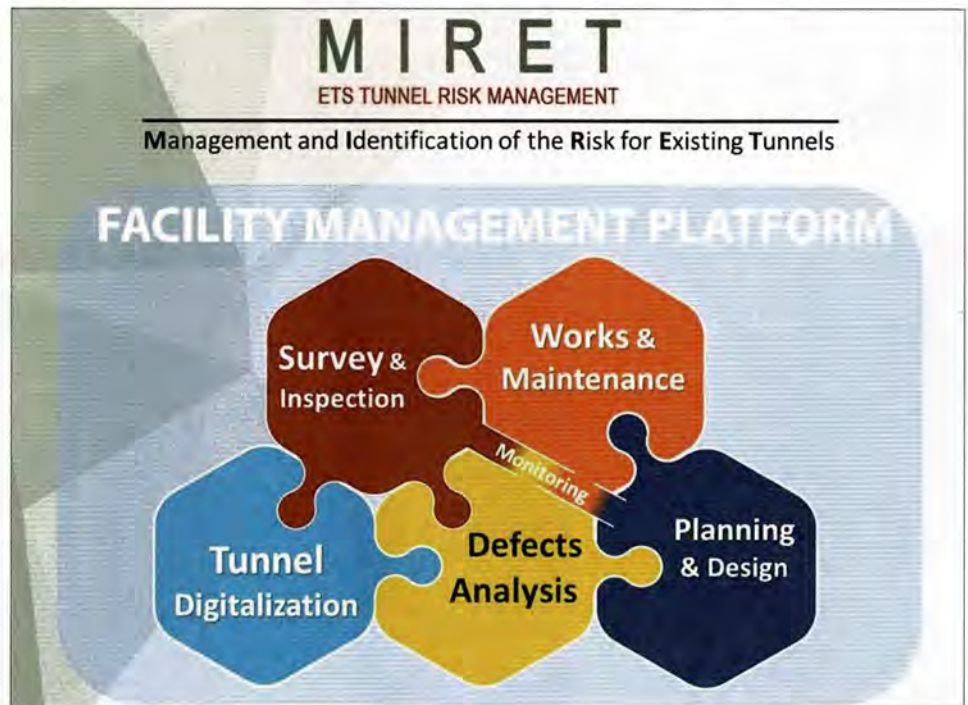 MIRET
ETS TUNNEL RISK MANAGEMENT
Management and Identification of the Risk for Existing Tunnels
FACILITY MANAGEMENT PLATFORM
Survey &
Inspection
Works &
Maintenance
Monitoring
Tunnel
Digitalization
Defects
Analysis
Planning
& Design